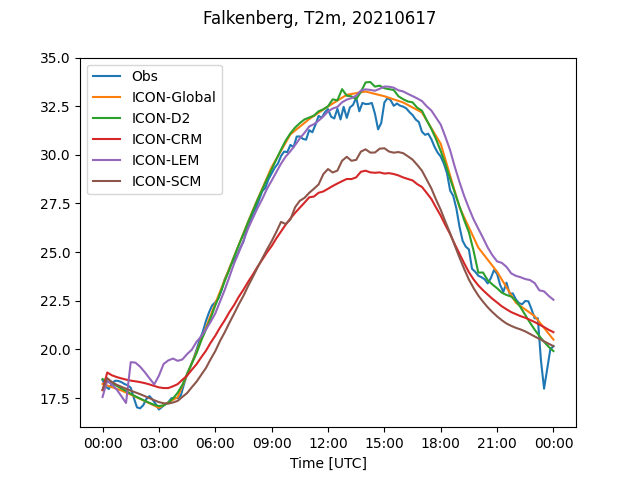 Falkenberg, T2m, 20210617
35.0
32.5
30.0
27.5
25.0
22.5
20.0
17.5
Obs
ICON-Global
ICON-D2
ICON-CRM
ICON-LEM
ICON-SCM
00:00 03:00 06:00 09:00 12:00 15:00 18:00 21:00 00:00
Time [UTC]